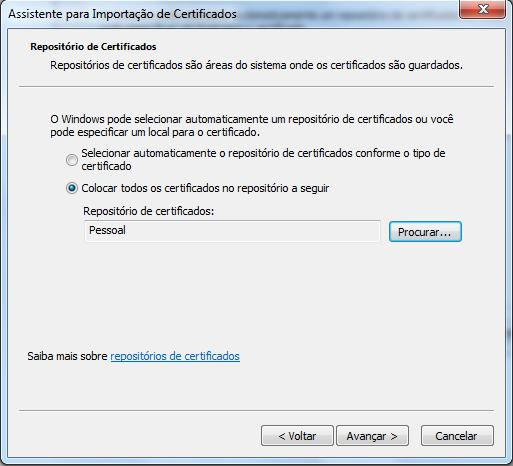 Assistente para Importação de Certificados
Repositório de Certificados
Repositórios de certificados são áreas do sistema onde os certificados são guardados.
O Windows pode selecionar automaticamente um repositório de certificados ou você
pode especificar um local para o certificado.
Selecionar automaticamente o repositório de certificados conforme o tipo de
certificado
Colocar todos os certificados no repositório a seguir
Repositório de certificados:
Pessoal
Procurar...
Saiba mais sobre repositórios de certificados
< Voltar
Avançar >
Cancelar